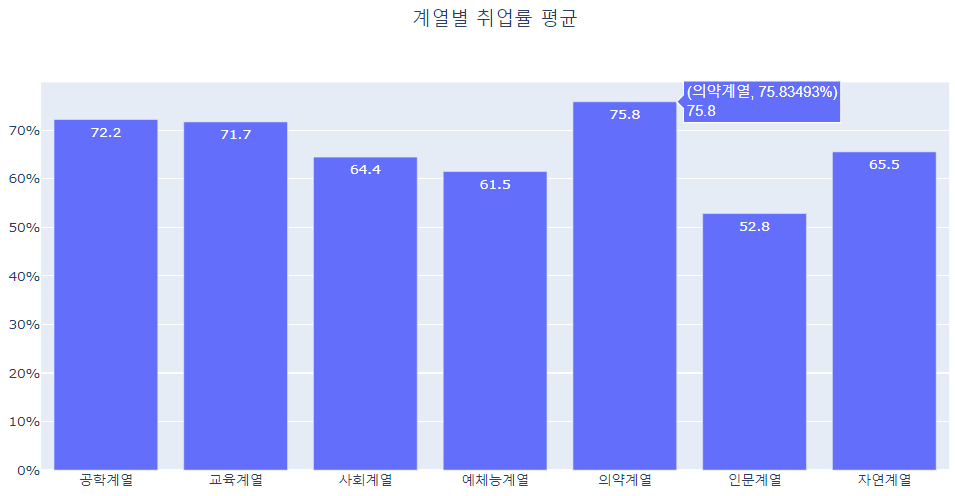 계열별 취업률 평균
(의약계열, 75.83493%)
75.8
72.2
71.7
64.4
61.5
75.8
52.8
65.5
70%
60%
50%
40%
30%
20%
10%
0%
공학계열
교육계열
사회계열
예체능계열
의약계열
인문계열
자연계열